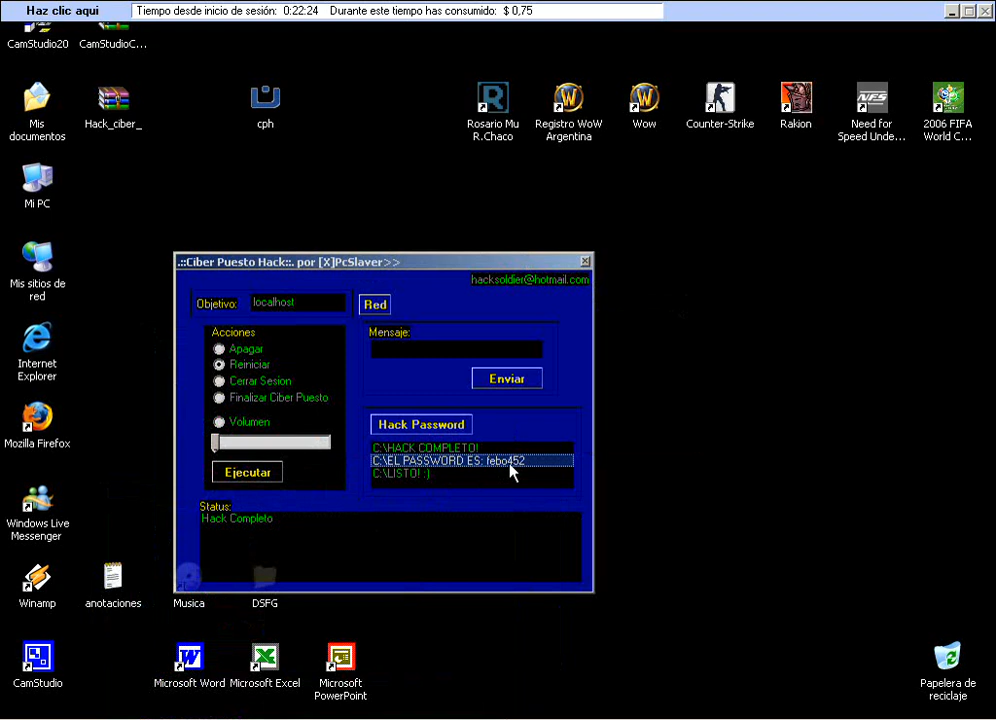 Haz clic aqui
Tiempo desde inicio de sesión: 0:22:24 Durante este tiempo has consumido: $ 0,75
CamStudio20
CamStudioC...
Mis
documentos
Hack_ciber_
cph
Rosario Mu
R.Chaco
Registro WoW
Argentina
Wow
Counter-Strike
Rakion
NFS
Need for
Speed Unde...
2006 FIFA
World C...
Mi PC
Mis sitios de
red
Internet
Explorer
Mozilla Firefox
Windows Live
Messenger
Winamp
anotaciones
Musica
DSFG
CamStudio
Microsoft Word
Microsoft Excel
Microsoft
PowerPoint
Papelera de
reciclaje
.::Ciber Puesto Hack::. por [X]PcSlaver>>
hacksoldier@hotmail.com
Objetivo:
localhost
Red
Acciones
Apagar
Reiniciar
Cerrar Sesion
Finalizar Ciber Puesto
Volumen
Ejecutar
Mensaje:
Enviar
Hack Password
C:\HACK COMPLETO!
C:\EL PASSWORD ES: febo452
C:\LISTO! :)
Status:
Hack Completo